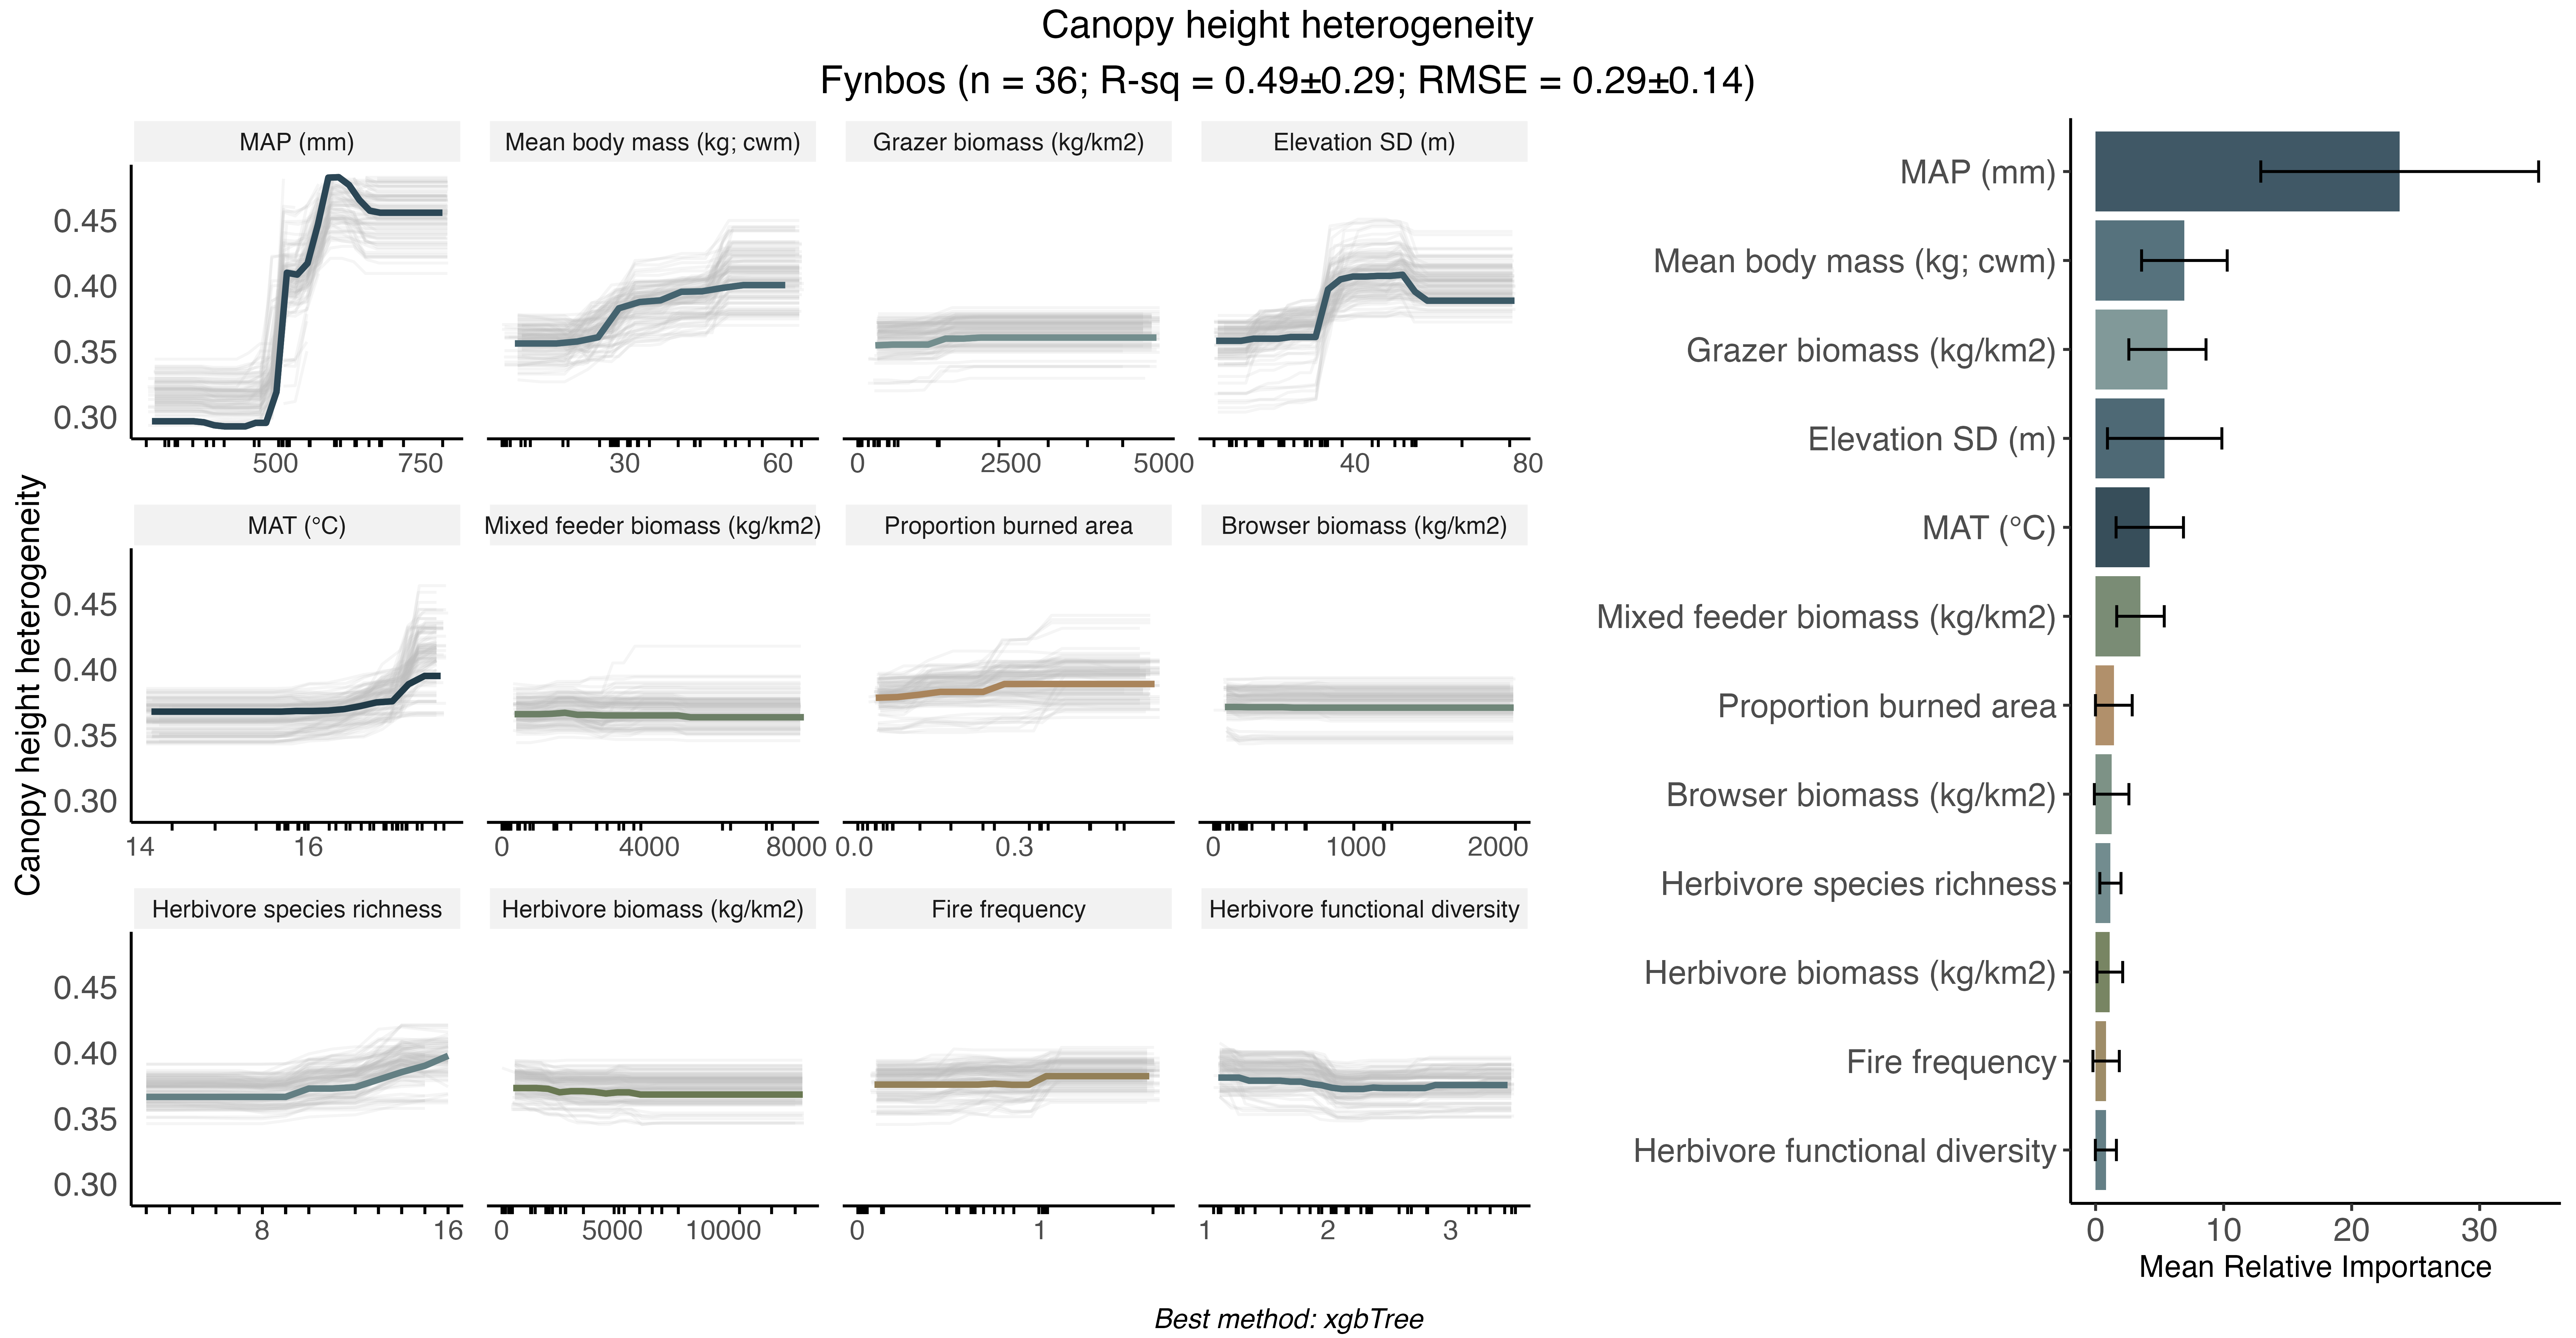 Canopy height heterogeneity
Fynbos (n = 36; R-sq = 0.49±0.29; RMSE = 0.29±0.14)
Canopy height heterogeneity
MAP (mm)
Mean body mass (kg; cwm)
Grazer biomass (kg/km2)
Elevation SD (m)
0.45
0.40
0.35
0.30
500 750
30 60
0 2500 5000
40 80
MAT (°C)
Mixed feeder biomass (kg/km2)
Proportion burned area
Browser biomass (kg/km2)
0.45
0.40
0.35
0.30
14 16
0 4000 8000
0.0 0.3
0 1000 2000
Herbivore species richness
Herbivore biomass (kg/km2)
Fire frequency
Herbivore functional diversity
0.45
0.40
0.35
0.30
8 16
0 5000 10000
0 1
1 2 3
MAP (mm)
Mean body mass (kg; cwm)
Grazer biomass (kg/km2)
Elevation SD (m)
MAT (°C)
Mixed feeder biomass (kg/km2)
Proportion burned area
Browser biomass (kg/km2)
Herbivore species richness
Herbivore biomass (kg/km2)
Fire frequency
Herbivore functional diversity
0 10 20 30
Mean Relative Importance
Best method: xgbTree